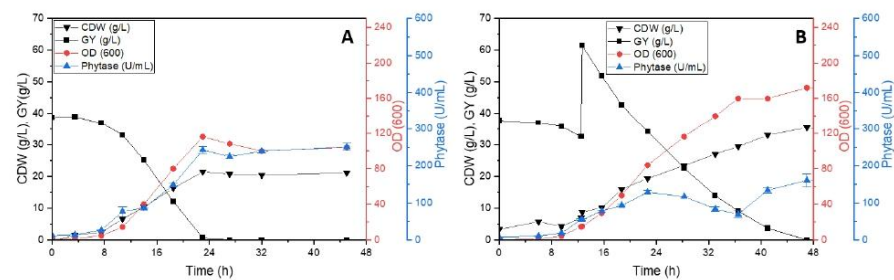 70
60
50
40
30
20
10
0
CDW (g/L), GY(g/L)
CDW (g/L)
GY (g/L)
OD (600)
Phytase (U/mL)
A
240
200
160
120
80
40
0
OD (600)
600
500
400
300
200
100
0
Phytase (U/mL)
0 8 16 24 32 40 48
Time (h)
70
60
50
40
30
20
10
0
CDW (g/L), GY (g/L)
CDW (g/L)
GY (g/L)
OD (600)
Phytase (U/mL)
B
240
200
160
120
80
40
0
OD (600)
600
500
400
300
200
100
0
Phytase (U/mL)
0 8 16 24 32 40 48
Time (h)